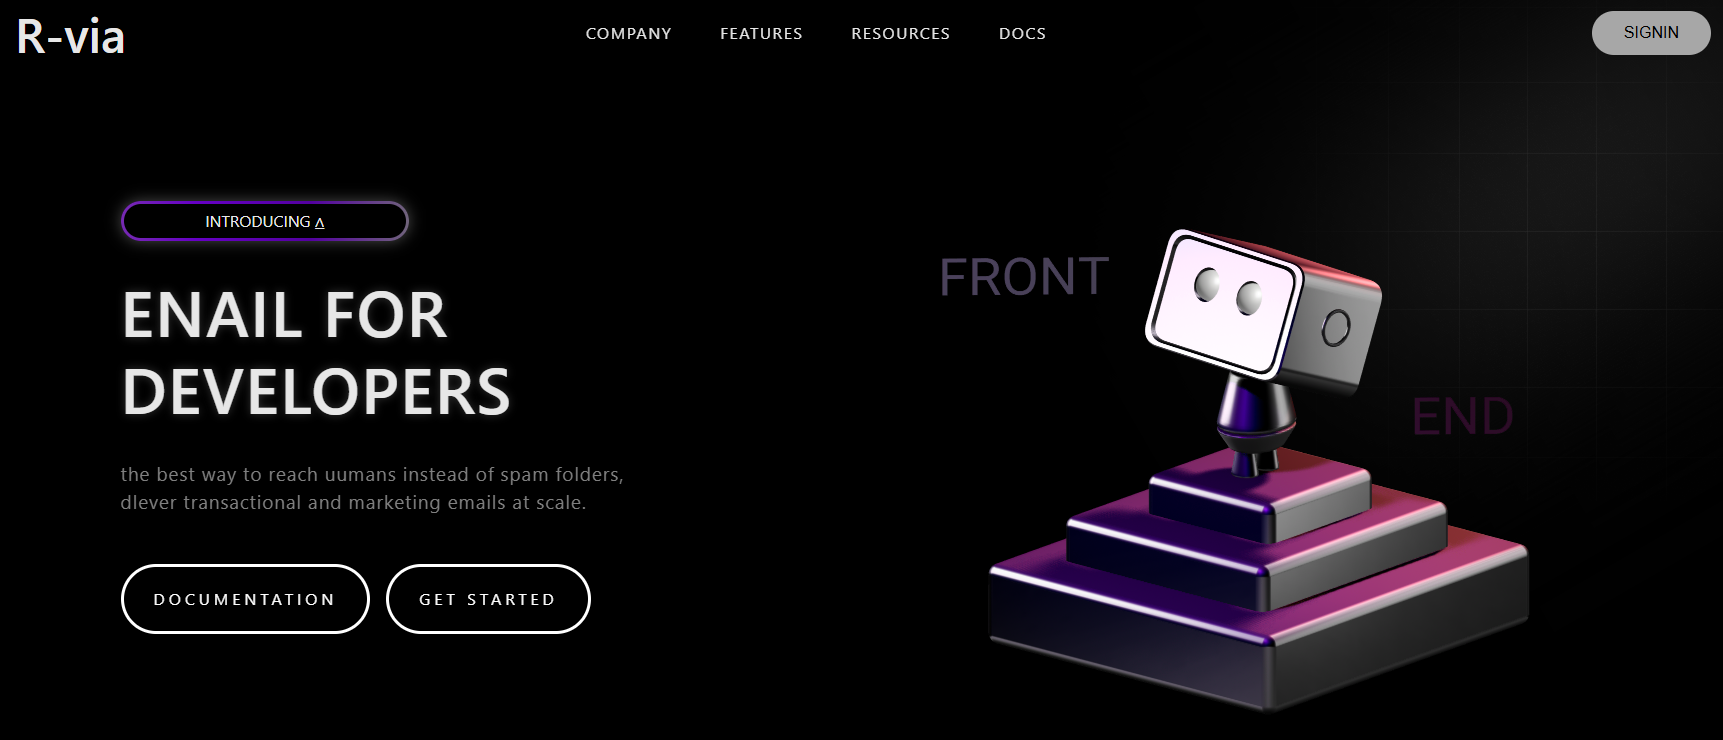 R-via
COMPANY FEATURES RESOURCES DOCS
SIGNIN
INTRODUCING Δ
ENAIL FOR
DEVELOPERS
the best way to reach uumans instead of spam folders,
dlever transactional and marketing emails at scale.
DOCUMENTATION GET STARTED
FRONT
END